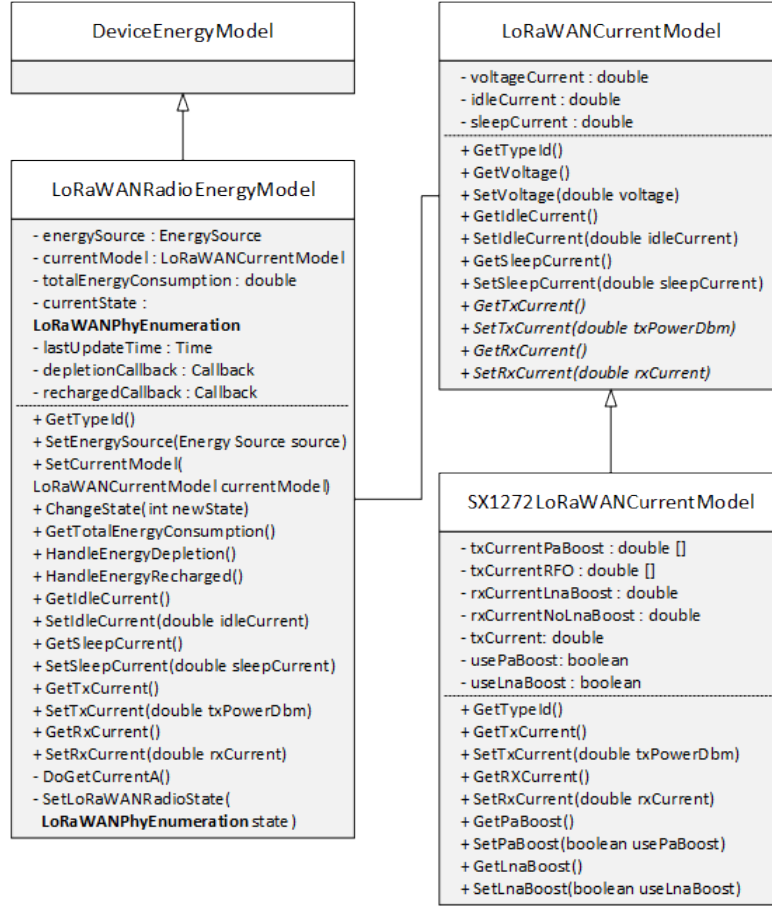 DeviceEnergyModel
LoRaWANRadioEnergyModel
- energySource : EnergySource
- currentModel : LoRaWANCurrentModel
- totalEnergyConsumption : double
- currentState :
LoRaWANPhyEnumeration
- lastUpdateTime : Time
- depletionCallback : Callback
- rechargedCallback : Callback
+ GetTypeId()
+ SetEnergySource(Energy Source source)
+ SetCurrentModel(
LoRaWANCurrentModel currentModel)
+ ChangeState(int newState)
+ GetTotalEnergyConsumption()
+ HandleEnergyDepletion()
+ HandleEnergyRecharged()
+ GetIdleCurrent()
+ SetIdleCurrent(double idleCurrent)
+ GetSleepCurrent()
+ SetSleepCurrent(double sleepCurrent)
+ GetTxCurrent()
+ SetTxCurrent(double txPowerDbm)
+ GetRxCurrent()
+ SetRxCurrent(double rxCurrent)
- DoGetCurrentA()
- SetLoRaWANRadioState(
LoRaWANPhyEnumeration state)
LoRaWANCurrentModel
- voltageCurrent : double
- idleCurrent : double
- sleepCurrent : double
+ GetTypeId()
+ GetVoltage()
+ SetVoltage(double voltage)
+ GetIdleCurrent()
+ SetIdleCurrent(double idleCurrent)
+ GetSleepCurrent()
+ SetSleepCurrent(double sleepCurrent)
+ GetTxCurrent()
+ SetTxCurrent(double txPowerDbm)
+ GetRxCurrent()
+ SetRxCurrent(double rxCurrent)
SX1272LoRaWANCurrentModel
- txCurrentPaBoost : double []
- txCurrentRFO : double []
- rxCurrentLnaBoost : double
- rxCurrentNoLnaBoost : double
- txCurrent: double
- usePaBoost: boolean
- useLnaBoost : boolean
+ GetTypeId()
+ GetTxCurrent()
+ SetTxCurrent(double txPowerDbm)
+ GetRXCurrent()
+ SetRxCurrent(double rxCurrent)
+ GetPaBoost()
+ SetPaBoost(boolean usePaBoost)
+ GetLnaBoost()
+ SetLnaBoost(boolean useLnaBoost)